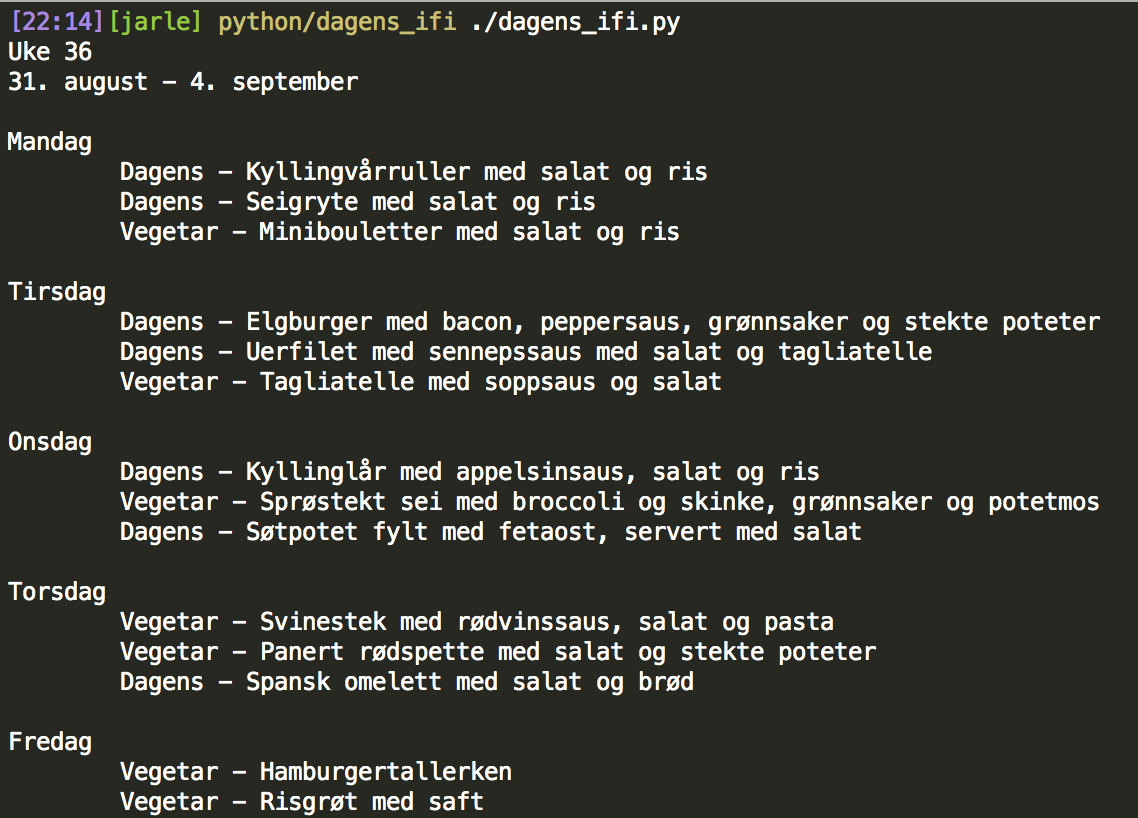 [22:14][jarle] python/dagens_ifi ./dagens_ifi.py
Uke 36
31. august – 4. september
Mandag
Dagens – Kyllingvårruller med salat og ris
Dagens – Seigryte med salat og ris
Vegetar – Minibouletter med salat og ris
Tirsdag
Dagens – Elgburger med bacon, peppersaus, grønnsaker og stekte poteter
Dagens – Uerfilet med sennepssaus med salat og tagliatelle
Vegetar – Tagliatelle med soppsaus og salat
Onsdag
Dagens – Kyllinglår med appelsinsaus, salat og ris
Vegetar – Sprøstekt sei med broccoli og skinke, grønnsaker og potetmos
Dagens – Søtpotet fylt med fetaost, servert med salat
Torsdag
Vegetar – Svinestek med rødvinssaus, salat og pasta
Vegetar – Panert rødspette med salat og stekte poteter
Dagens – Spansk omelett med salat og brød
Fredag
Vegetar – Hamburgertallerken
Vegetar – Risgrøt med saft